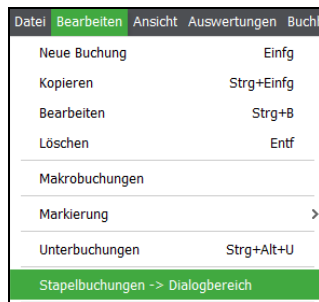 Datei Bearbeiten Ansicht Auswertungen Buchl
Neue Buchung Einfg
Kopieren Strg+Einfg
Bearbeiten Strg+B
Löschen Entf
Makrobuchungen
Markierung >
Unterbuchungen Strg+Alt+U
Stapelbuchungen -> Dialogbereich